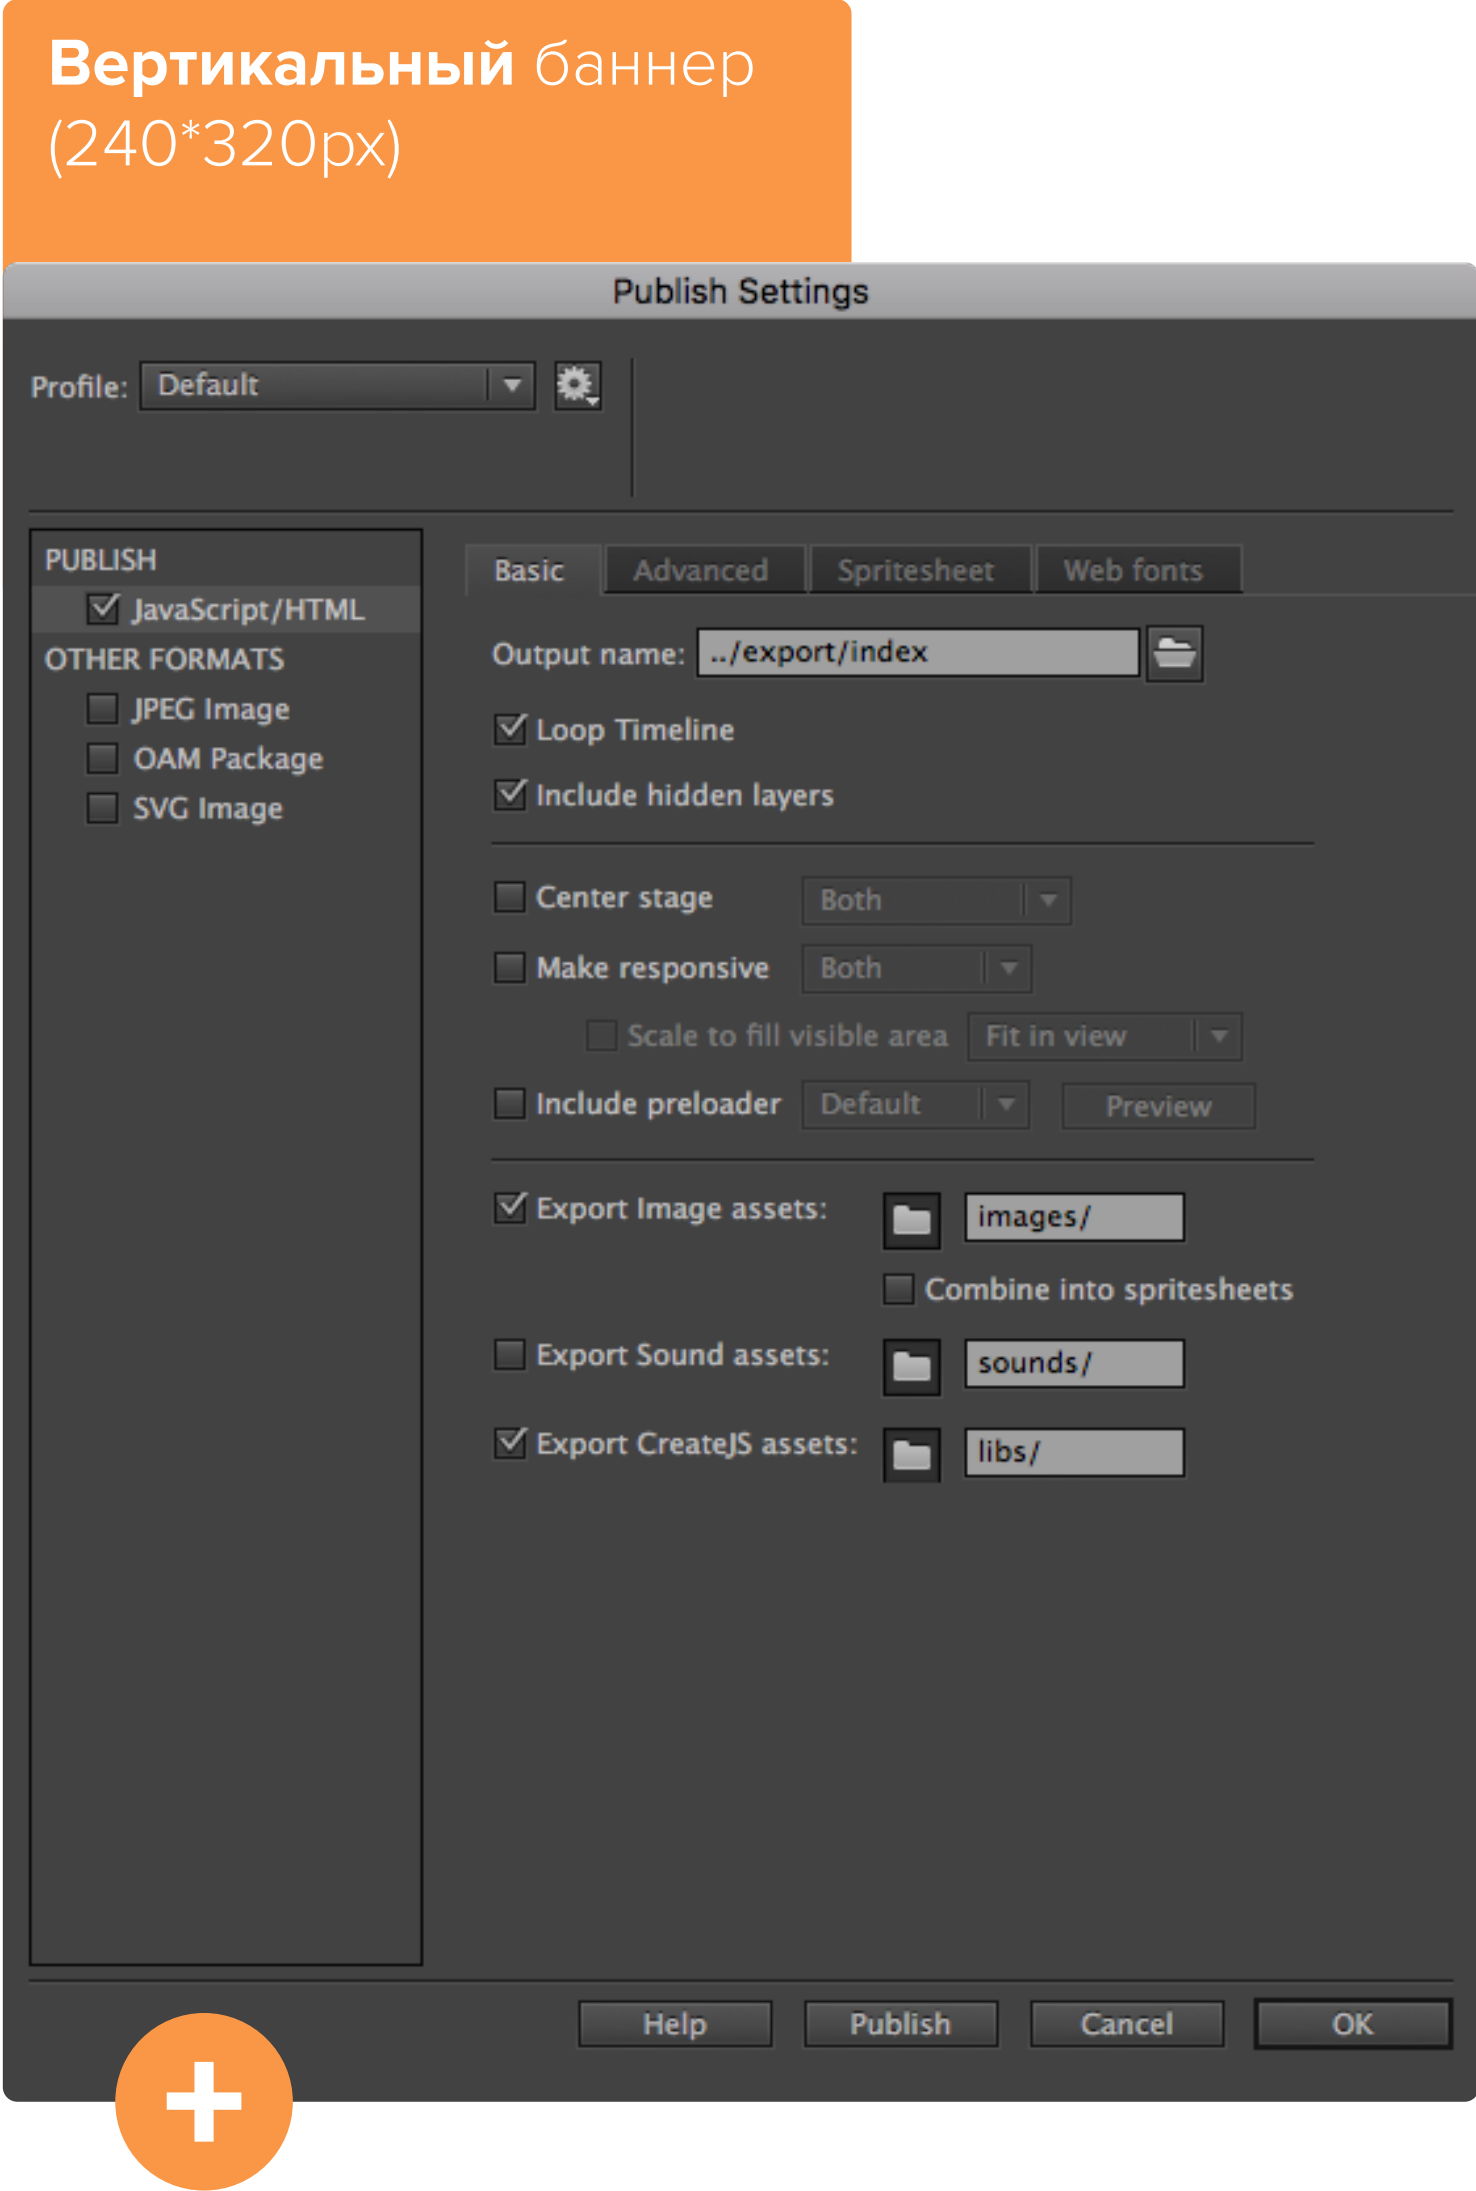 Вертикальный баннер
(240*320px)
Publish Settings
Profile: Default
PUBLISH
JavaScript/HTML
OTHER FORMATS
JPEG Image
OAM Package
SVG Image
Basic Advanced Spritesheet Web fonts
Output name: ../export/index
Loop Timeline
Include hidden layers
Center stage Both
Make responsive Both
Scale to fill visible area Fit in view
Include preloader Default Preview
Export Image assets: images/
Combine into spritesheets
Export Sound assets: sounds/
Export CreateJS assets: libs/
Help Publish Cancel OK